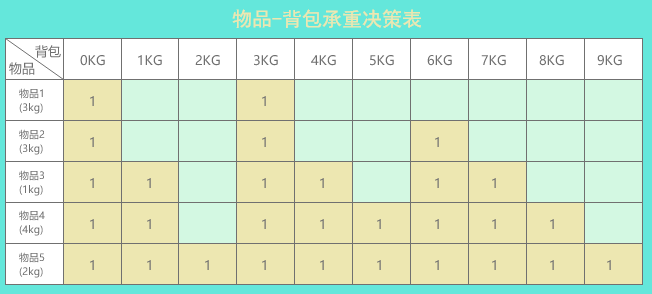 物品-背包承重决策表
背包
物品
0KG 1KG 2KG 3KG 4KG 5KG 6KG 7KG 8KG 9KG
物品1
(3kg)
1 1
物品2
(3kg)
1 1 1
物品3
(1kg)
1 1 1 1 1 1
物品4
(4kg)
1 1 1 1 1 1 1 1
物品5
(2kg)
1 1 1 1 1 1 1 1 1 1